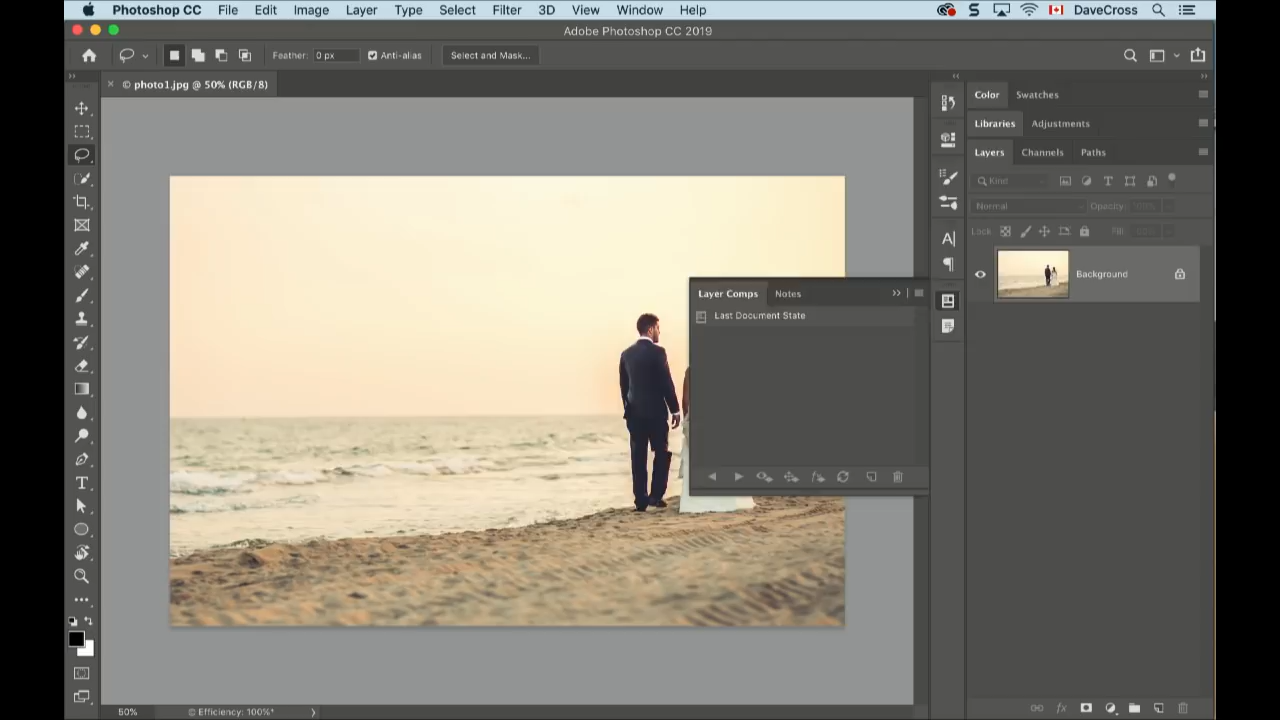 Photoshop CC File Edit Image Layer Type Select Filter 3D View Window Help DaveCross
Adobe Photoshop CC 2019
Feather: 0 px Anti-alias Select and Mask...
× © photo1.jpg @ 50% (RGB/8)
Color Swatches
Libraries Adjustments
Layers Channels Paths
Kind
Normal Opacity:
Lock: Fill:
Background
Layer Comps Notes
Last Document State
50% © Efficiency: 100%*